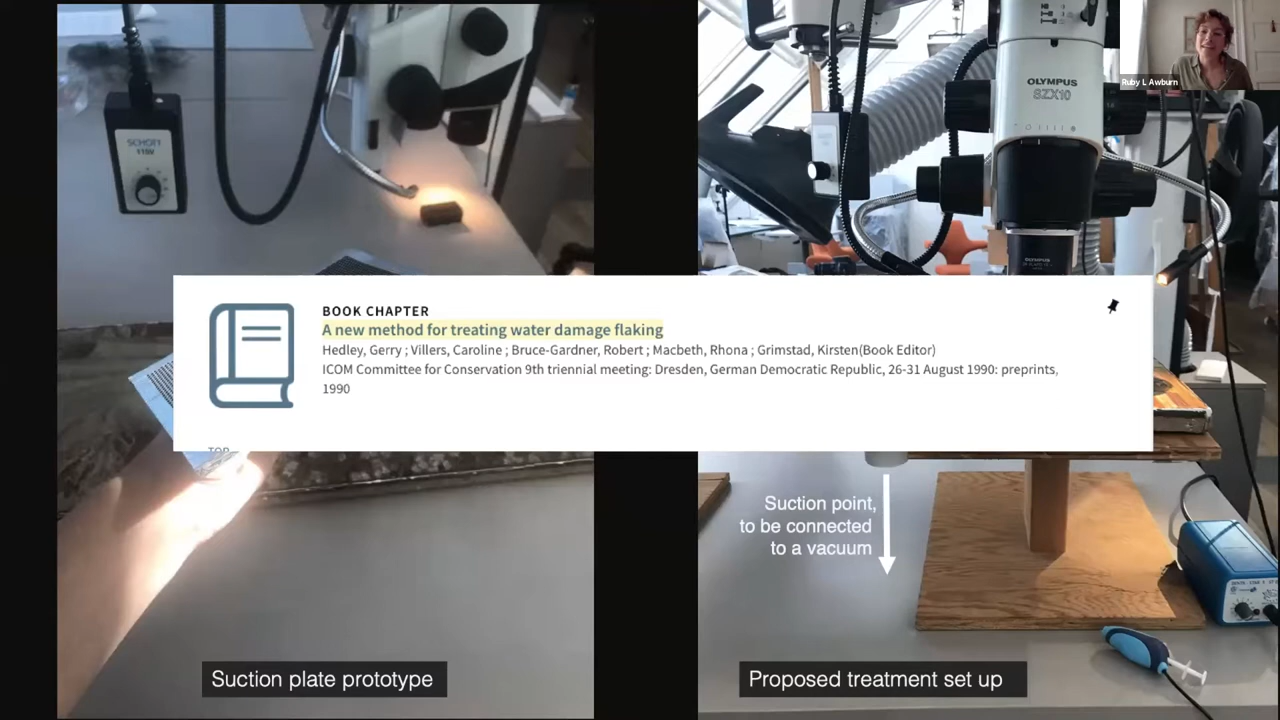 Ruby L Awburn
SCHOTT
OLYMPUS
SZX10
OLYMPUS
BOOK CHAPTER
A new method for treating water damage flaking
Hedley, Gerry ; Villers, Caroline ; Bruce-Gardner, Robert ; Macbeth, Rhona ; Grimstad, Kirsten(Book Editor)
ICOM Committee for Conservation 9th triennial meeting: Dresden, German Democratic Republic, 26-31 August 1990: preprints,
1990
TOP
Suction point,
to be connected
to a vacuum
Suction plate prototype
Proposed treatment set up